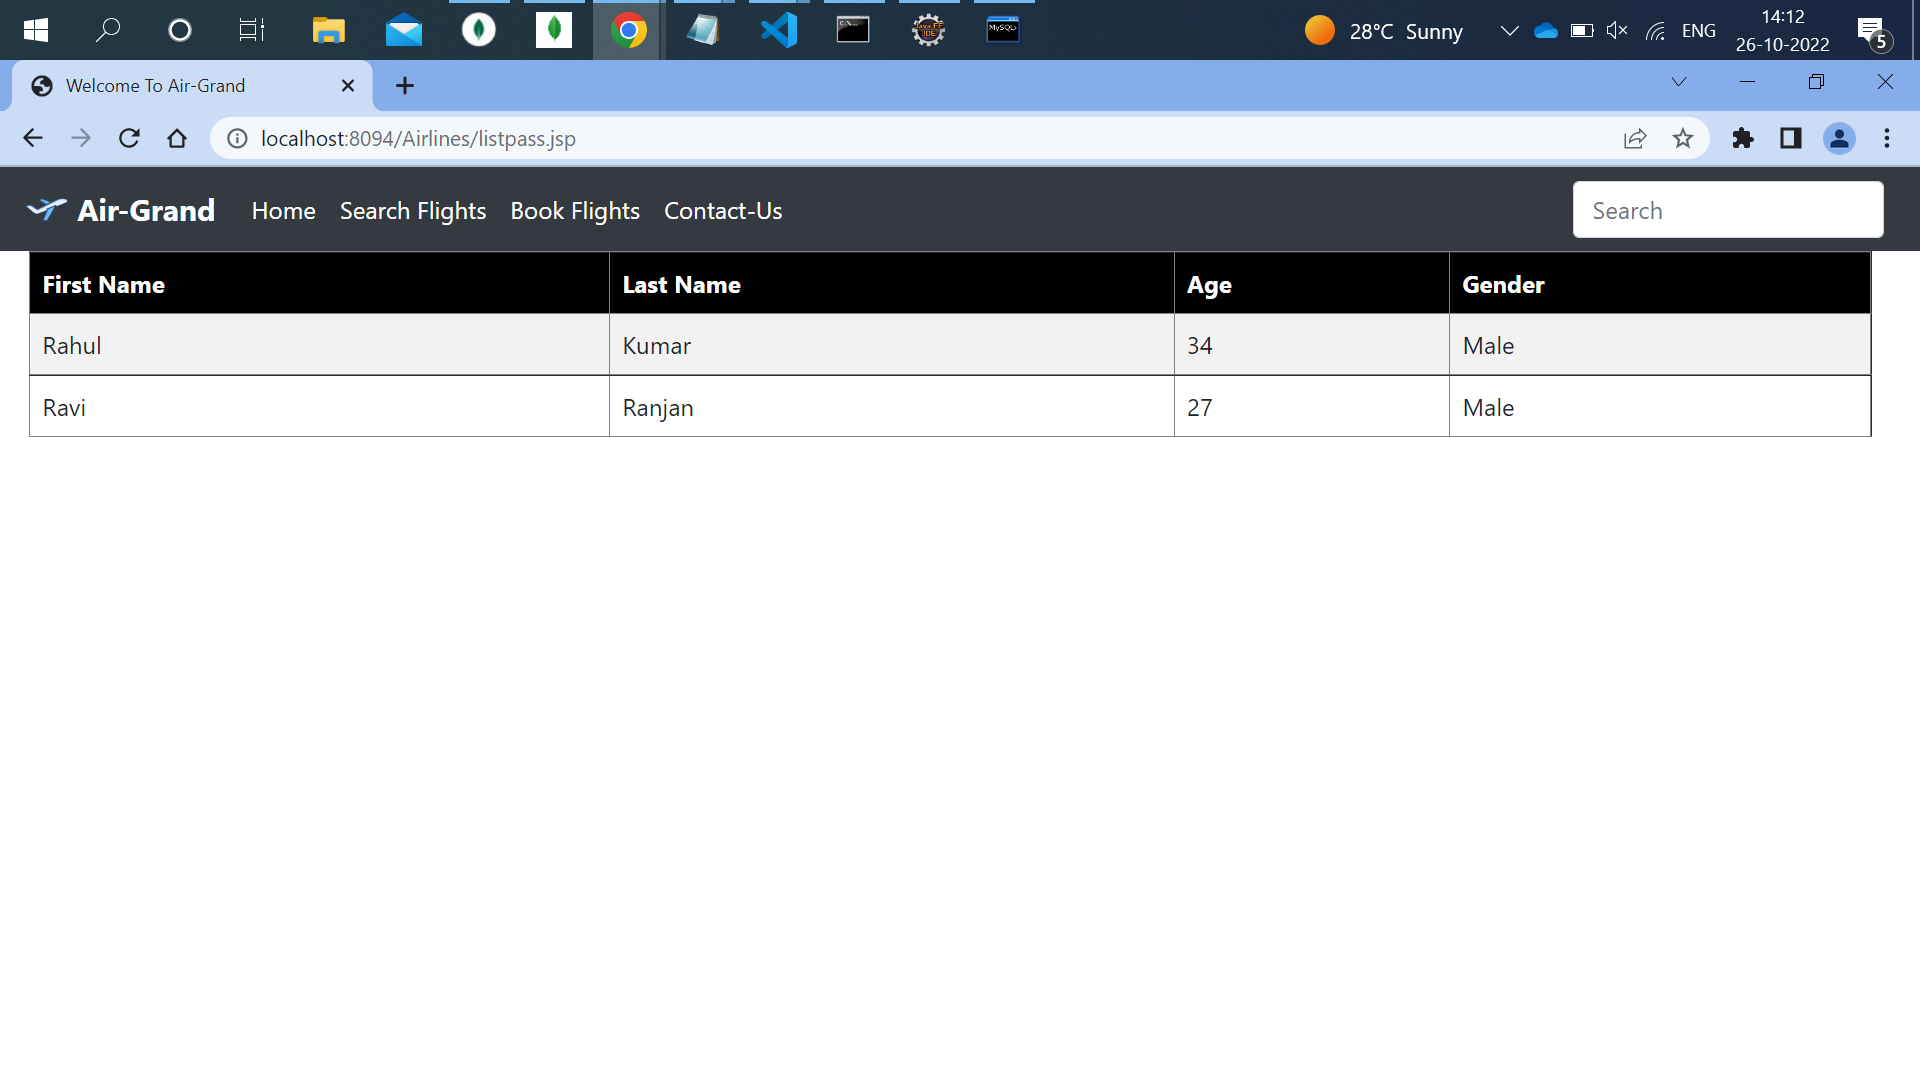 28°C Sunny
ENG
14:12
26-10-2022
5
Welcome To Air-Grand
localhost:8094/Airlines/listpass.jsp
Air-Grand Home Search Flights Book Flights Contact-Us Search
First Name Last Name Age Gender
Rahul Kumar 34 Male
Ravi Ranjan 27 Male